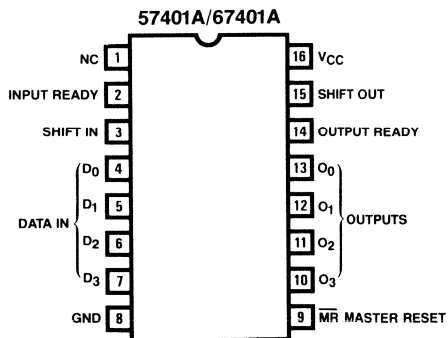 57401A/67401A
NC 1 16 VCC
INPUT READY 2 15 SHIFT OUT
SHIFT IN 3 14 OUTPUT READY
D0 4 13 O0
D1 5 12 O1
DATA IN OUTPUTS
D2 6 11 O2
D3 7 10 O3
GND 8 9 M̅R̅ MASTER RESET